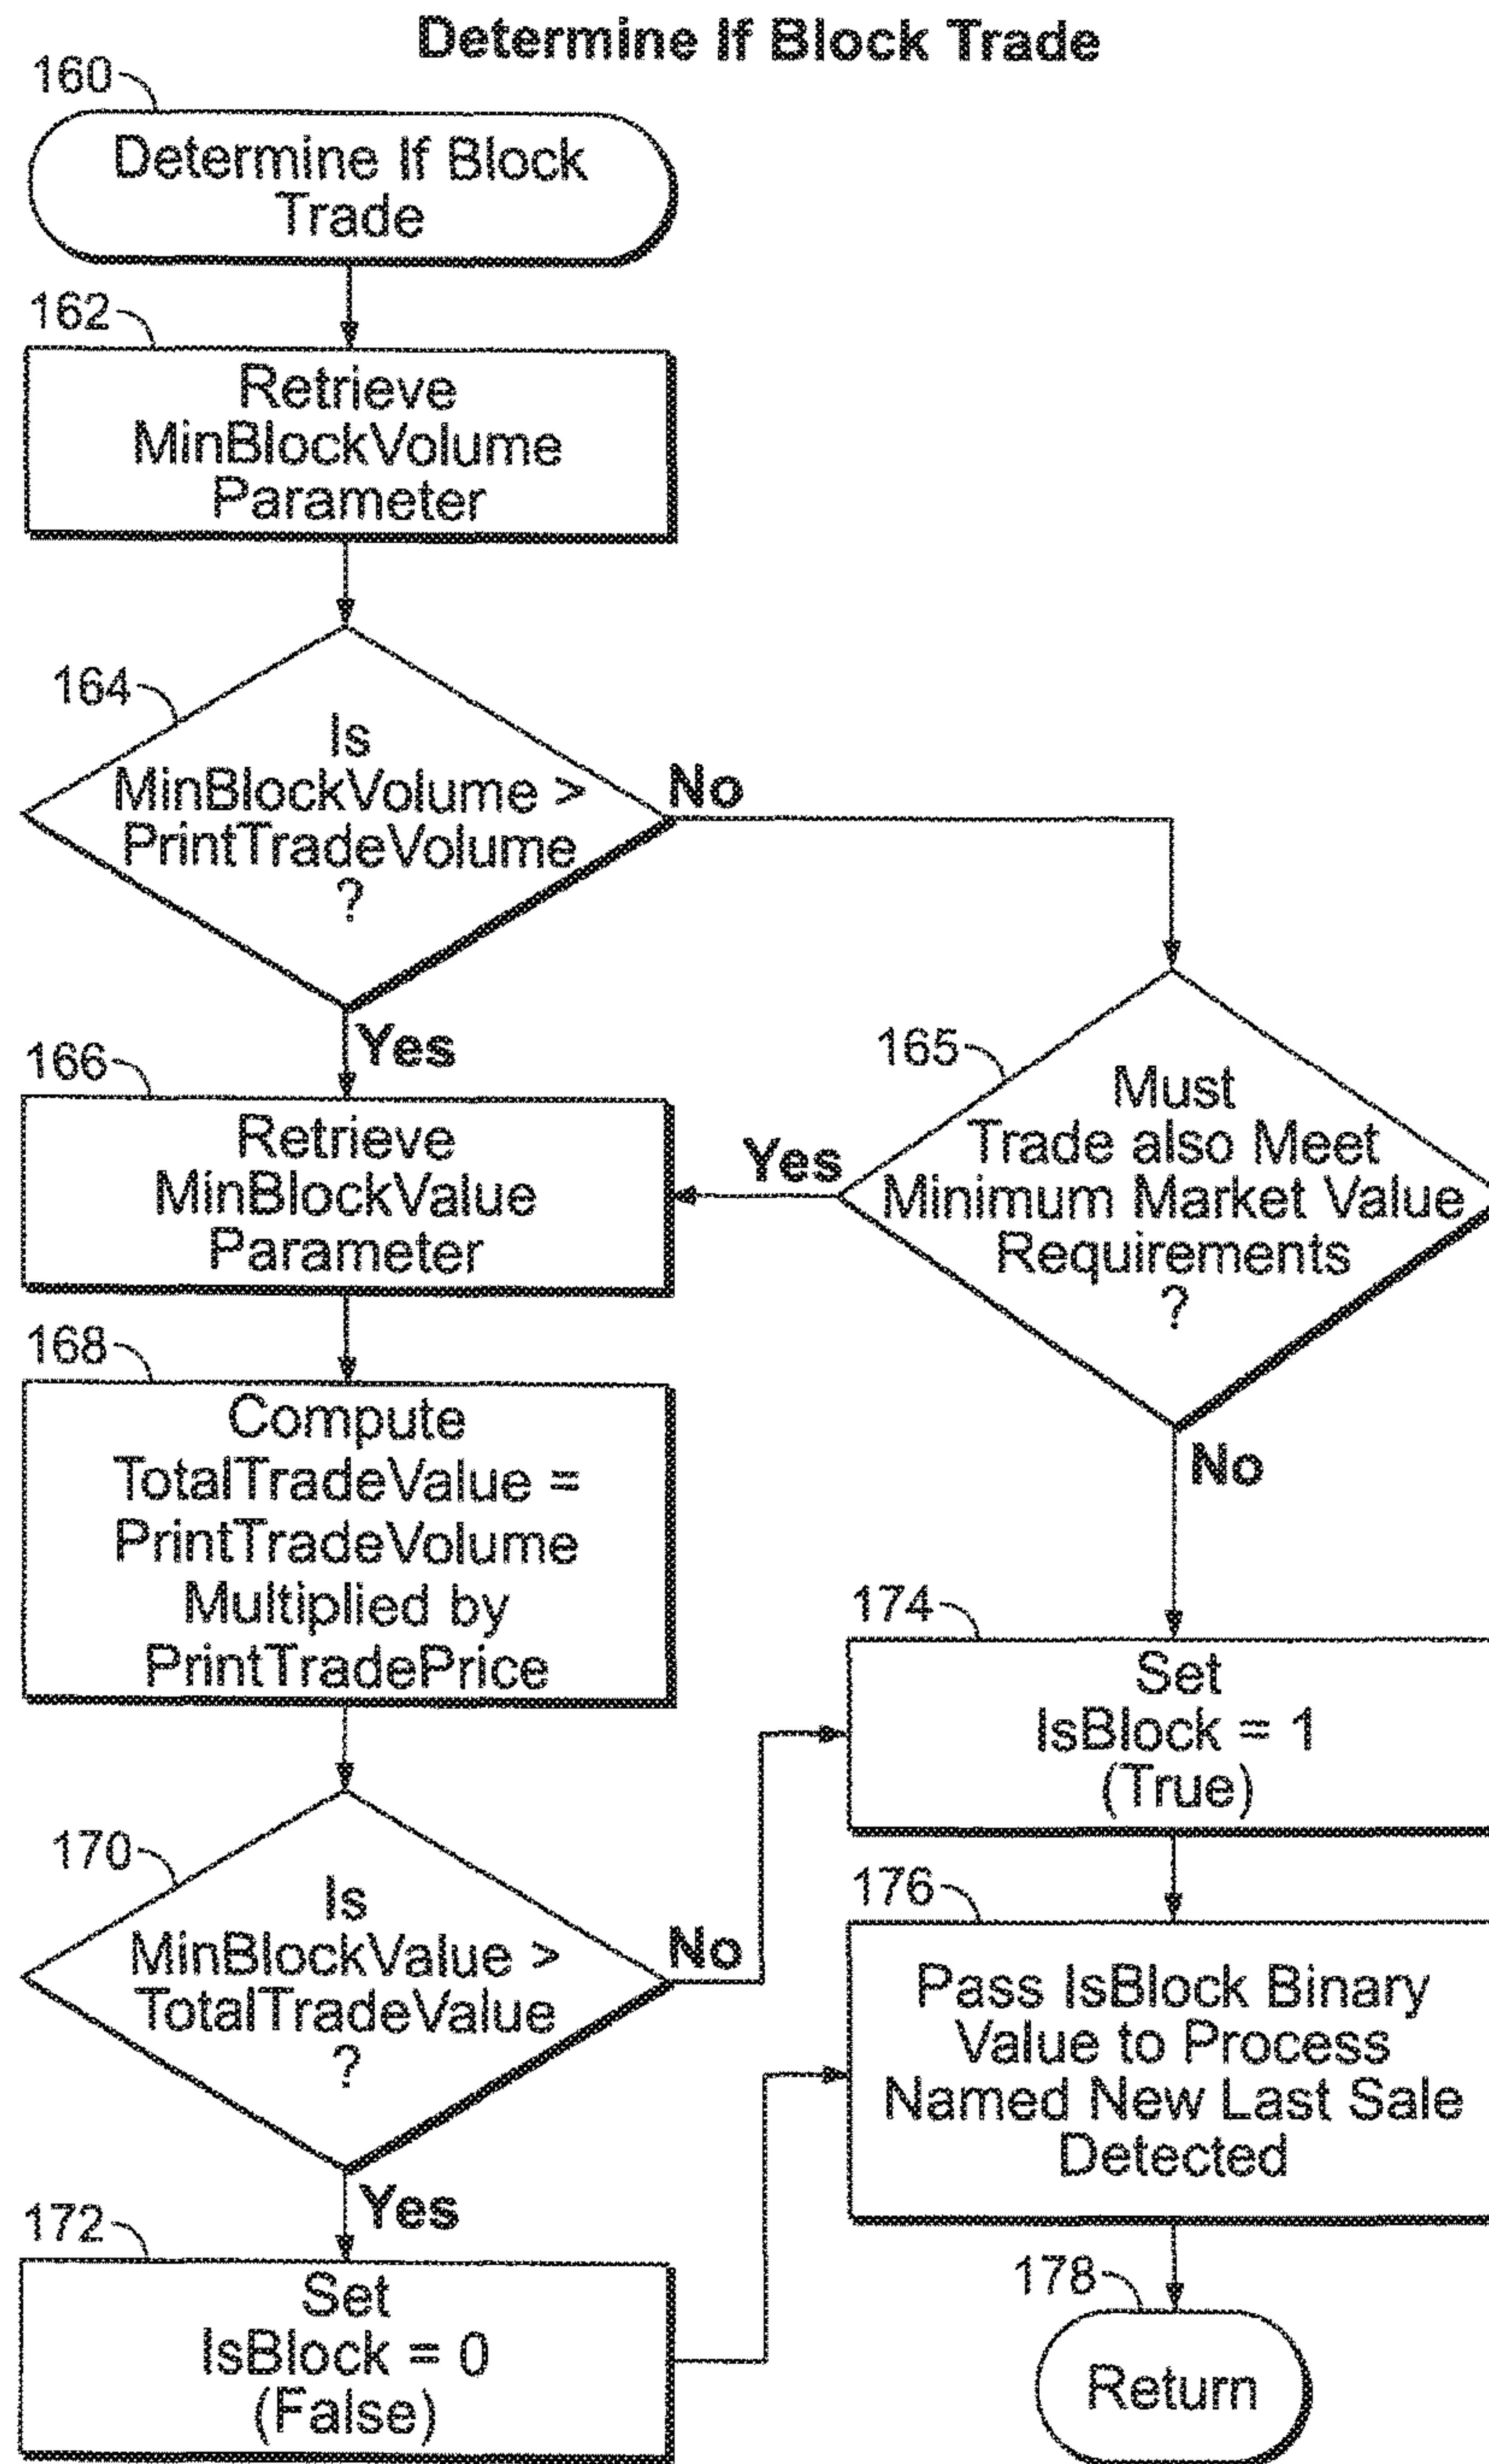 Determine If Block Trade
160
Determine If Block
Trade
162
Retrieve
MinBlockVolume
Parameter
164
Is
MinBlockVolume >
PrintTradeVolume
?
No
Yes
165
Must
Trade also Meet
Minimum Market Value
Requirements
?
Yes
No
166
Retrieve
MinBlockValue
Parameter
168
Compute
TotalTradeValue =
PrintTradeVolume
Multiplied by
PrintTradePrice
170
Is
MinBlockValue >
TotalTradeValue
?
No
Yes
172
Set
IsBlock = 0
(False)
174
Set
IsBlock = 1
(True)
176
Pass IsBlock Binary
Value to Process
Named New Last Sale
Detected
178
Return